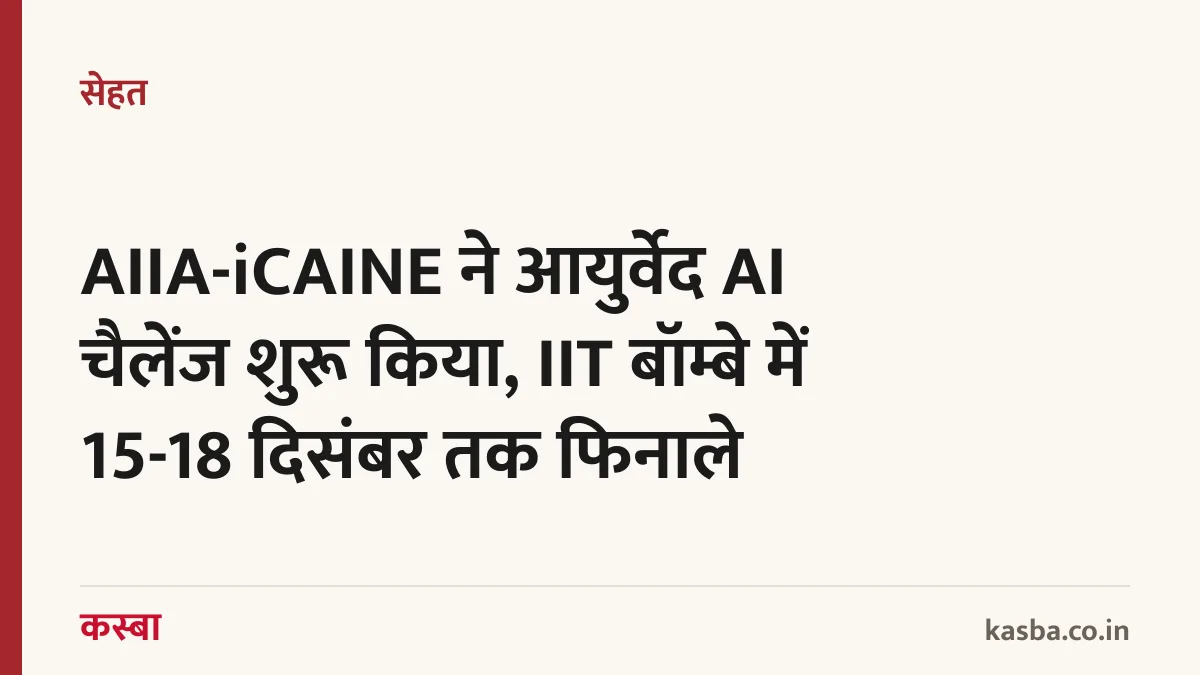 सेहत
AIIA-iCAINE ने आयुर्वेद AI
चैलेंज शुरू किया, IIT बॉम्बे में
15-18 दिसंबर तक फिनाले
कस्बा
kasba.co.in